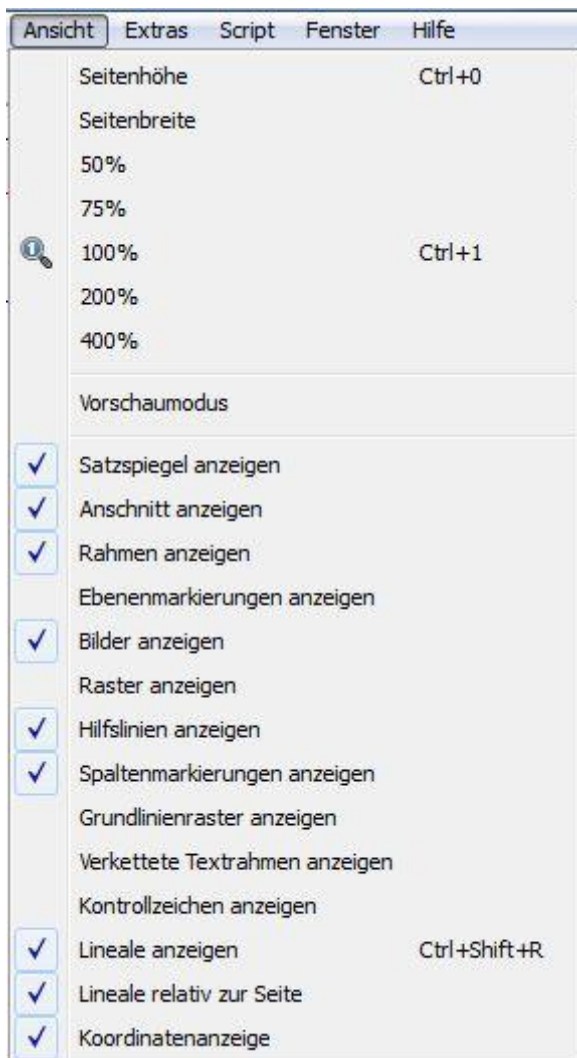 Ansicht Extras Script Fenster Hilfe
Seitenhöhe Ctrl+0
Seitenbreite
50%
75%
100% Ctrl+1
200%
400%
Vorschaumodus
Satzspiegel anzeigen
Anschnitt anzeigen
Rahmen anzeigen
Ebenenmarkierungen anzeigen
Bilder anzeigen
Raster anzeigen
Hilfslinien anzeigen
Spaltenmarkierungen anzeigen
Grundlinienraster anzeigen
Verkettete Textrahmen anzeigen
Kontrollzeichen anzeigen
Lineale anzeigen Ctrl+Shift+R
Lineale relativ zur Seite
Koordinatenanzeige